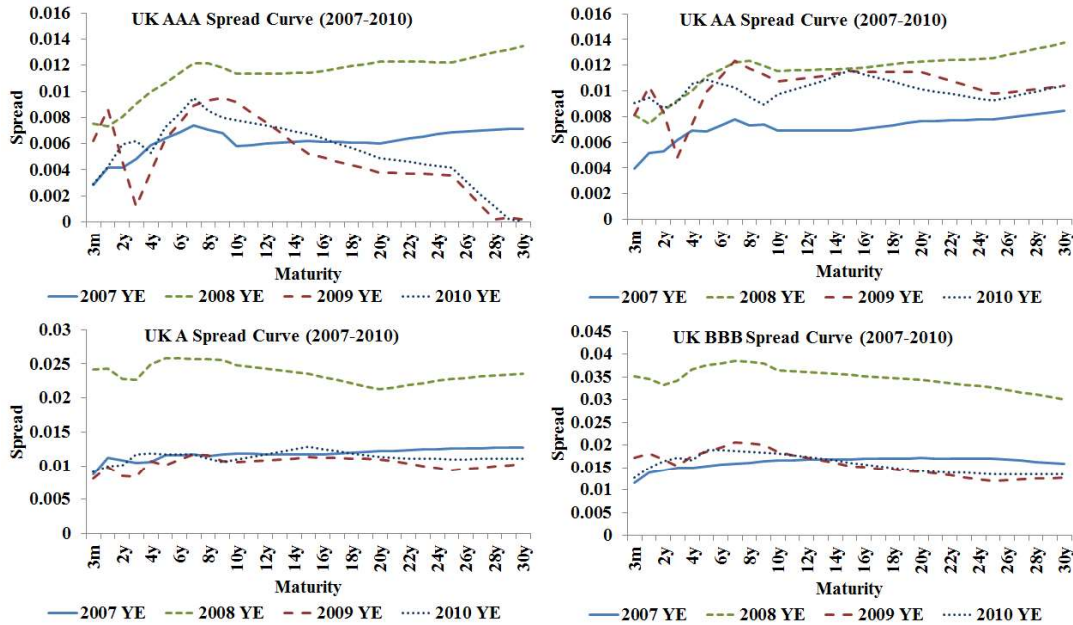 UK AAA Spread Curve (2007-2010)
0.016
0.014
0.012
0.01
0.008
0.006
0.004
0.002
0
Spread
3m
2y
4y
6y
8y
10y
12y
14y
16y
18y
20y
22y
24y
26y
28y
30y
Maturity
2007 YE
2008 YE
2009 YE
2010 YE
UK AA Spread Curve (2007-2010)
0.016
0.014
0.012
0.01
0.008
0.006
0.004
0.002
0
Spread
3m
2y
4y
6y
8y
10y
12y
14y
16y
18y
20y
22y
24y
26y
28y
30y
Maturity
2007 YE
2008 YE
2009 YE
2010 YE
UK A Spread Curve (2007-2010)
0.03
0.025
0.02
0.015
0.01
0.005
0
Spread
3m
2y
4y
6y
8y
10y
12y
14y
16y
18y
20y
22y
24y
26y
28y
30y
Maturity
2007 YE
2008 YE
2009 YE
2010 YE
UK BBB Spread Curve (2007-2010)
0.045
0.04
0.035
0.03
0.025
0.02
0.015
0.01
0.005
0
Spread
3m
2y
4y
6y
8y
10y
12y
14y
16y
18y
20y
22y
24y
26y
28y
30y
Maturity
2007 YE
2008 YE
2009 YE
2010 YE